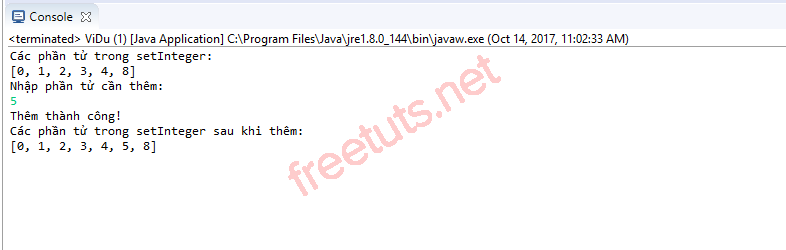 Console
<terminated> ViDu (1) [Java Application] C:\Program Files\Java\jre1.8.0_144\bin\javaw.exe (Oct 14, 2017, 11:02:33 AM)
Các phần tử trong setInteger:
[0, 1, 2, 3, 4, 8]
Nhập phần tử cần thêm:
5
Thêm thành công!
Các phần tử trong setInteger sau khi thêm:
[0, 1, 2, 3, 4, 5, 8]
freetuts.net